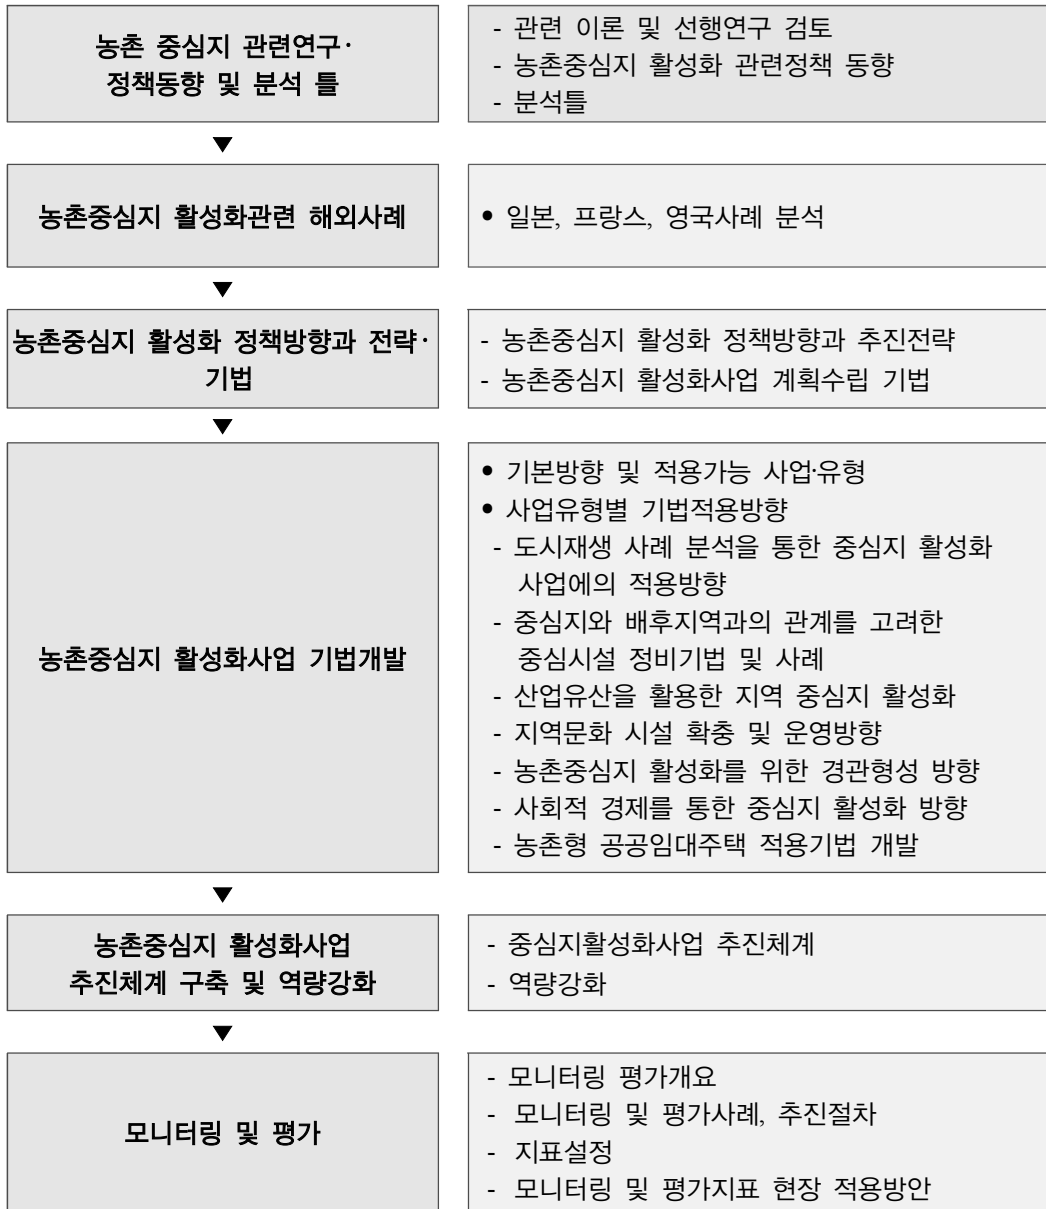 농촌 중심지 관련연구·
정책동향 및 분석 틀
- 관련 이론 및 선행연구 검토
- 농촌중심지 활성화 관련정책 동향
- 분석틀
▼
농촌중심지 활성화관련 해외사례
• 일본, 프랑스, 영국사례 분석
▼
농촌중심지 활성화 정책방향과 전략·
기법
- 농촌중심지 활성화 정책방향과 추진전략
- 농촌중심지 활성화사업 계획수립 기법
▼
농촌중심지 활성화사업 기법개발
• 기본방향 및 적용가능 사업·유형
• 사업유형별 기법적용방향
- 도시재생 사례 분석을 통한 중심지 활성화
사업에의 적용방향
- 중심지와 배후지역과의 관계를 고려한
중심시설 정비기법 및 사례
- 산업유산을 활용한 지역 중심지 활성화
- 지역문화 시설 확충 및 운영방향
- 농촌중심지 활성화를 위한 경관형성 방향
- 사회적 경제를 통한 중심지 활성화 방향
- 농촌형 공공임대주택 적용기법 개발
▼
농촌중심지 활성화사업
추진체계 구축 및 역량강화
- 중심지활성화사업 추진체계
- 역량강화
▼
모니터링 및 평가
- 모니터링 평가개요
- 모니터링 및 평가사례, 추진절차
- 지표설정
- 모니터링 및 평가지표 현장 적용방안